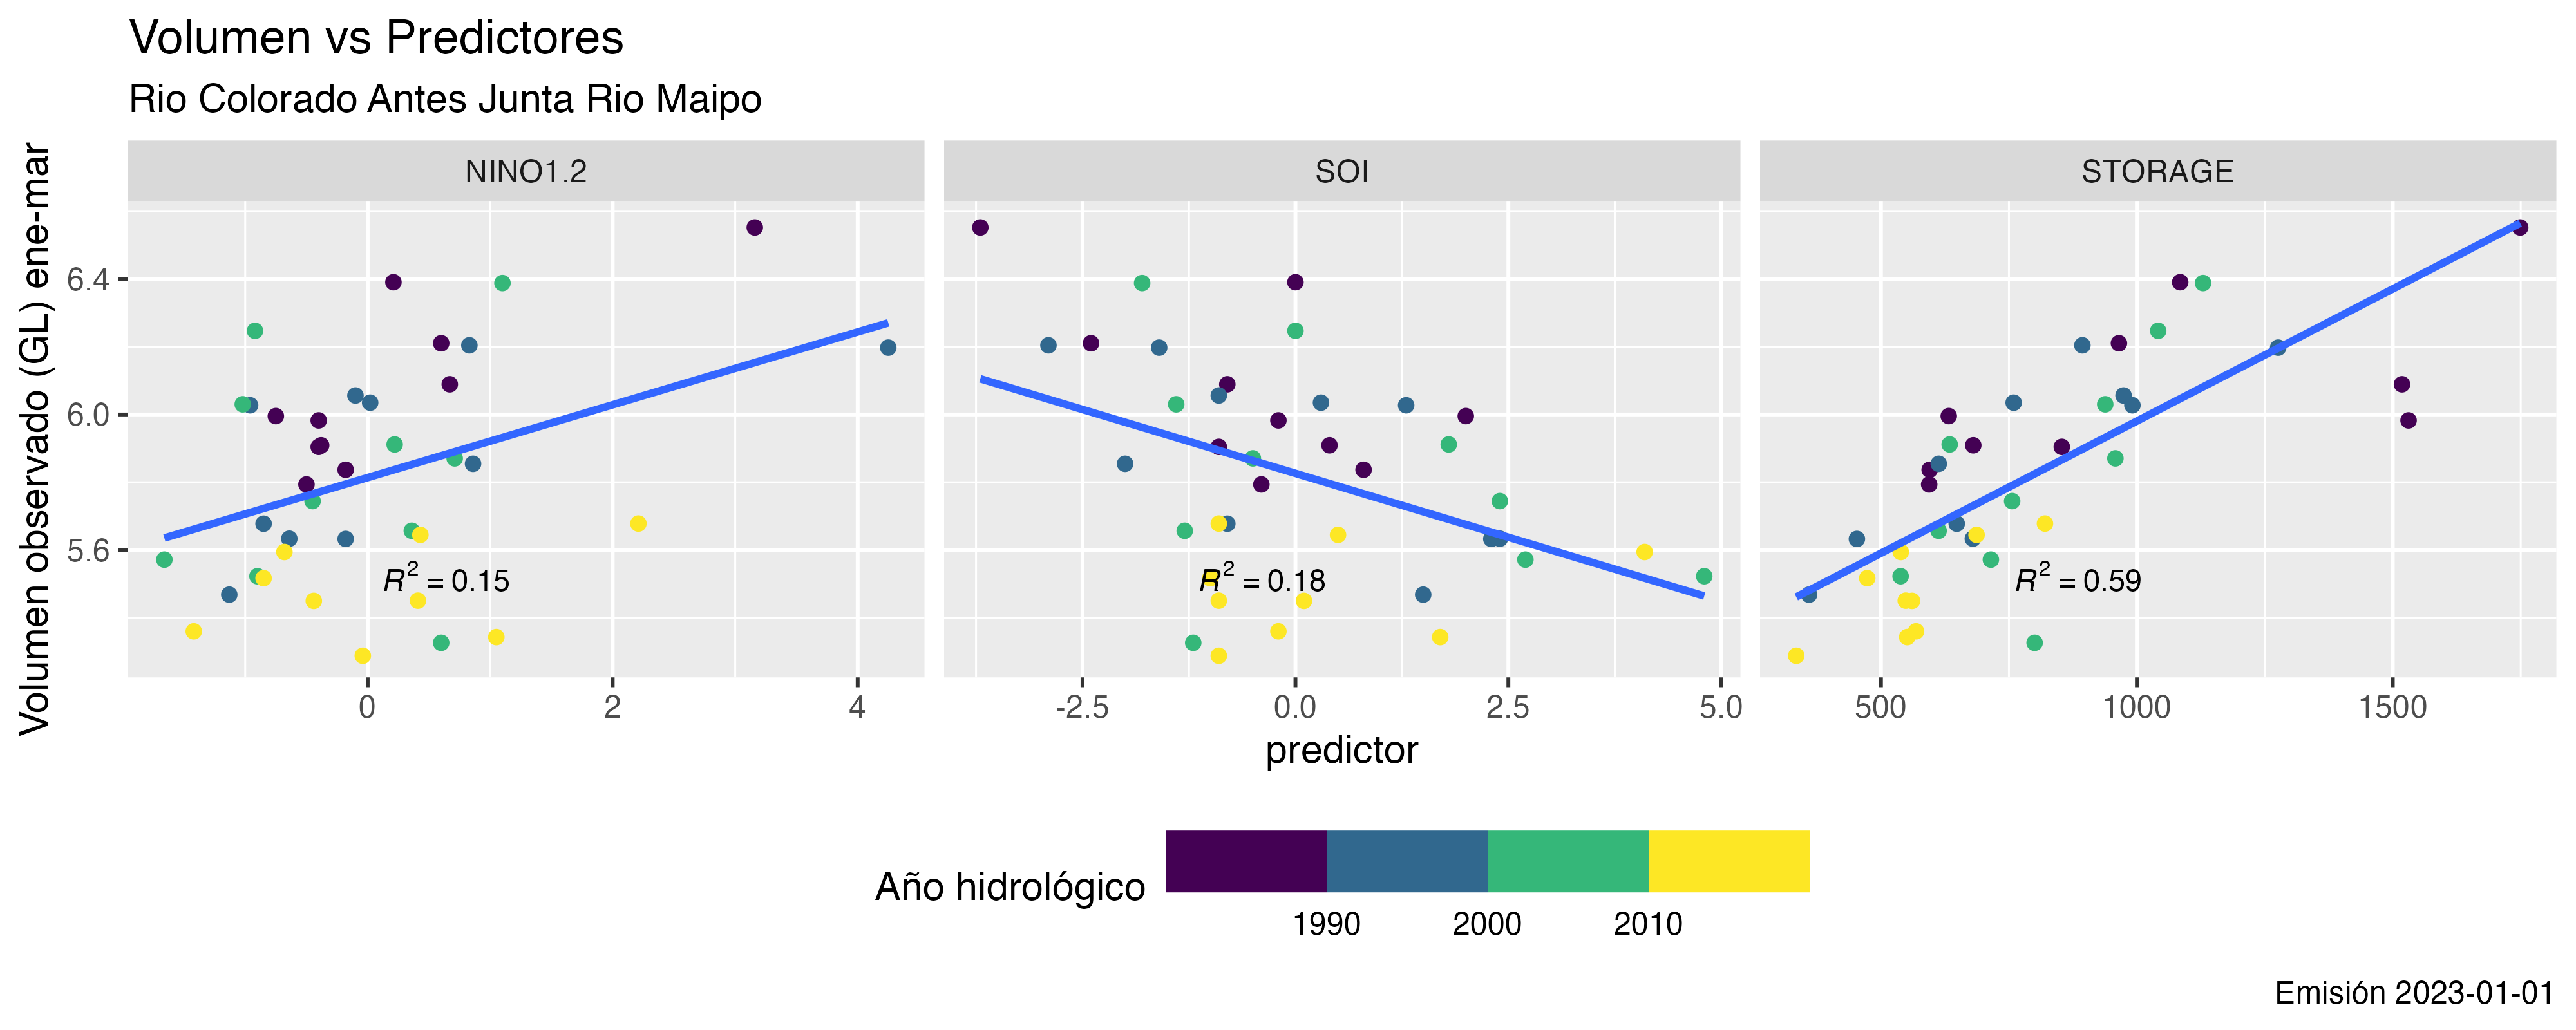 Volumen vs Predictores
Rio Colorado Antes Junta Rio Maipo
Volumen observado (GL) ene-mar
NINO1.2
SOI
STORAGE
6.4
6.0
5.6
R² = 0.15
R² = 0.18
R² = 0.59
0 2 4
-2.5 0.0 2.5 5.0
500 1000 1500
predictor
Año hidrológico
1990 2000 2010
Emisión 2023-01-01